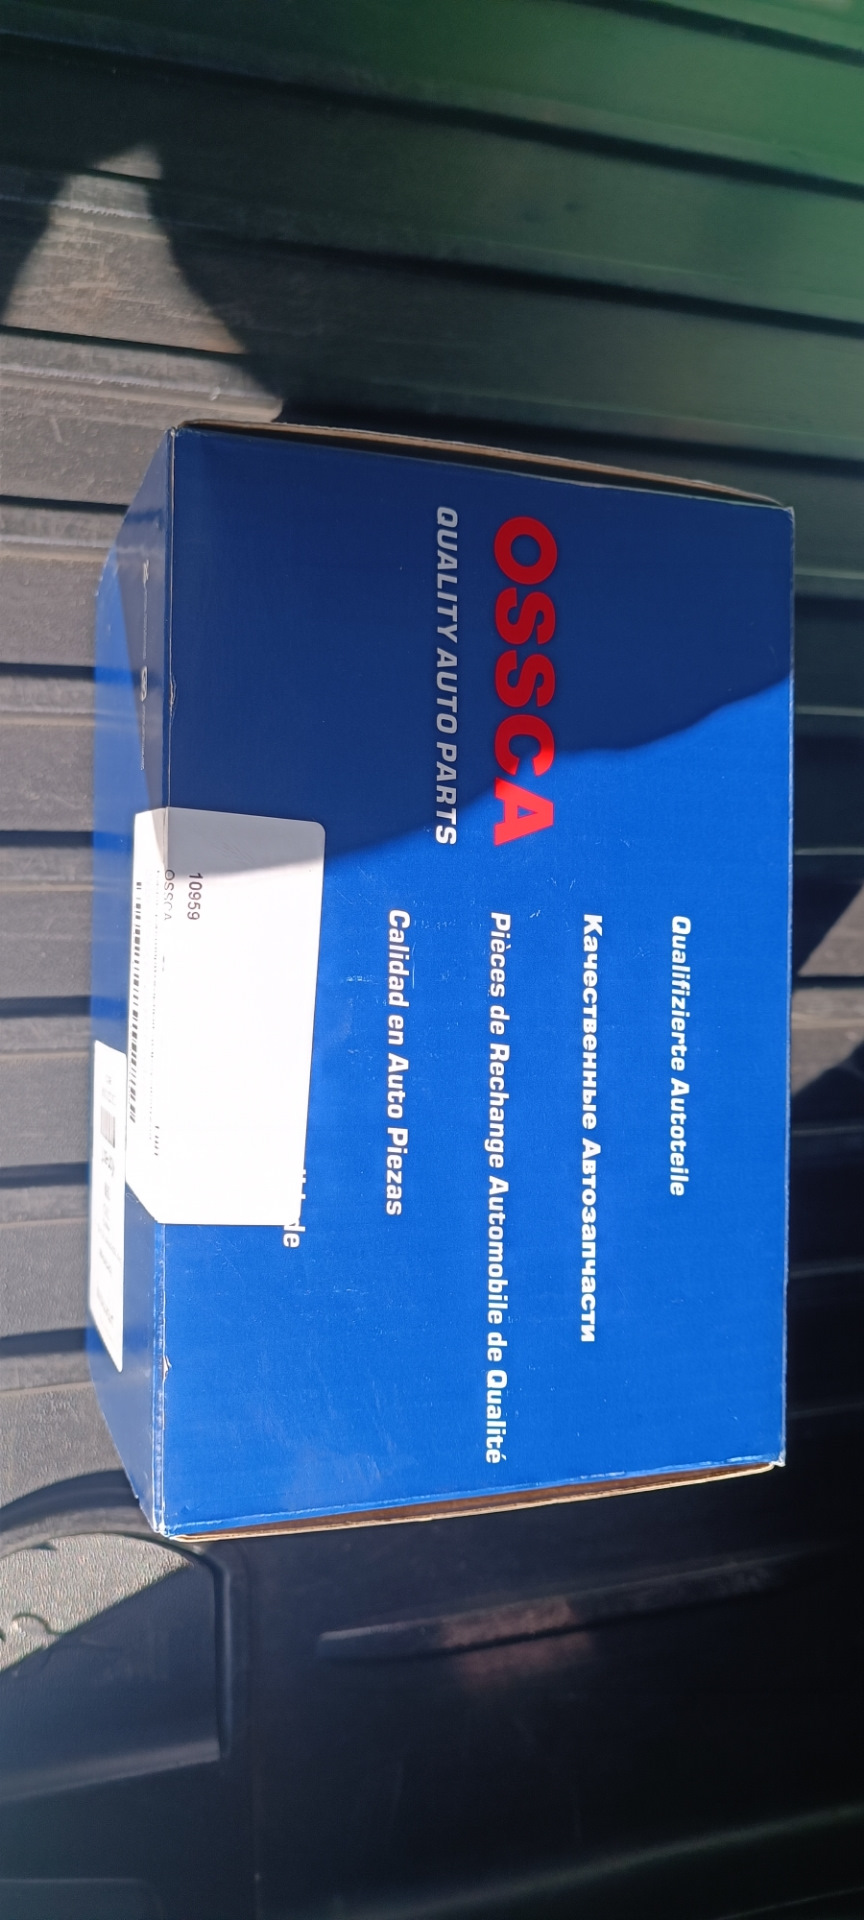 OSSCA
QUALITY AUTO PARTS
Qualifizierte Autoteile
Качественные Автозапчасти
Pièces de Rechange Automobile de Qualité
Calidad en Auto Piezas
10959
OSSCA